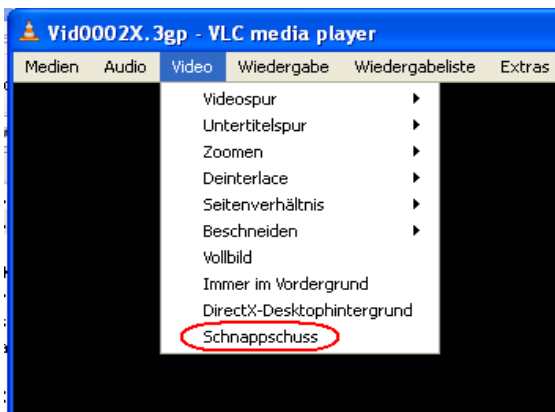 Vid0002X.3gp - VLC media player
Medien Audio Video Wiedergabe Wiedergabeliste Extras
Videospur
Untertitelspur
Zoomen
Deinterlace
Seitenverhältnis
Beschneiden
Vollbild
Immer im Vordergrund
DirectX-Desktophintergrund
Schnappschuss